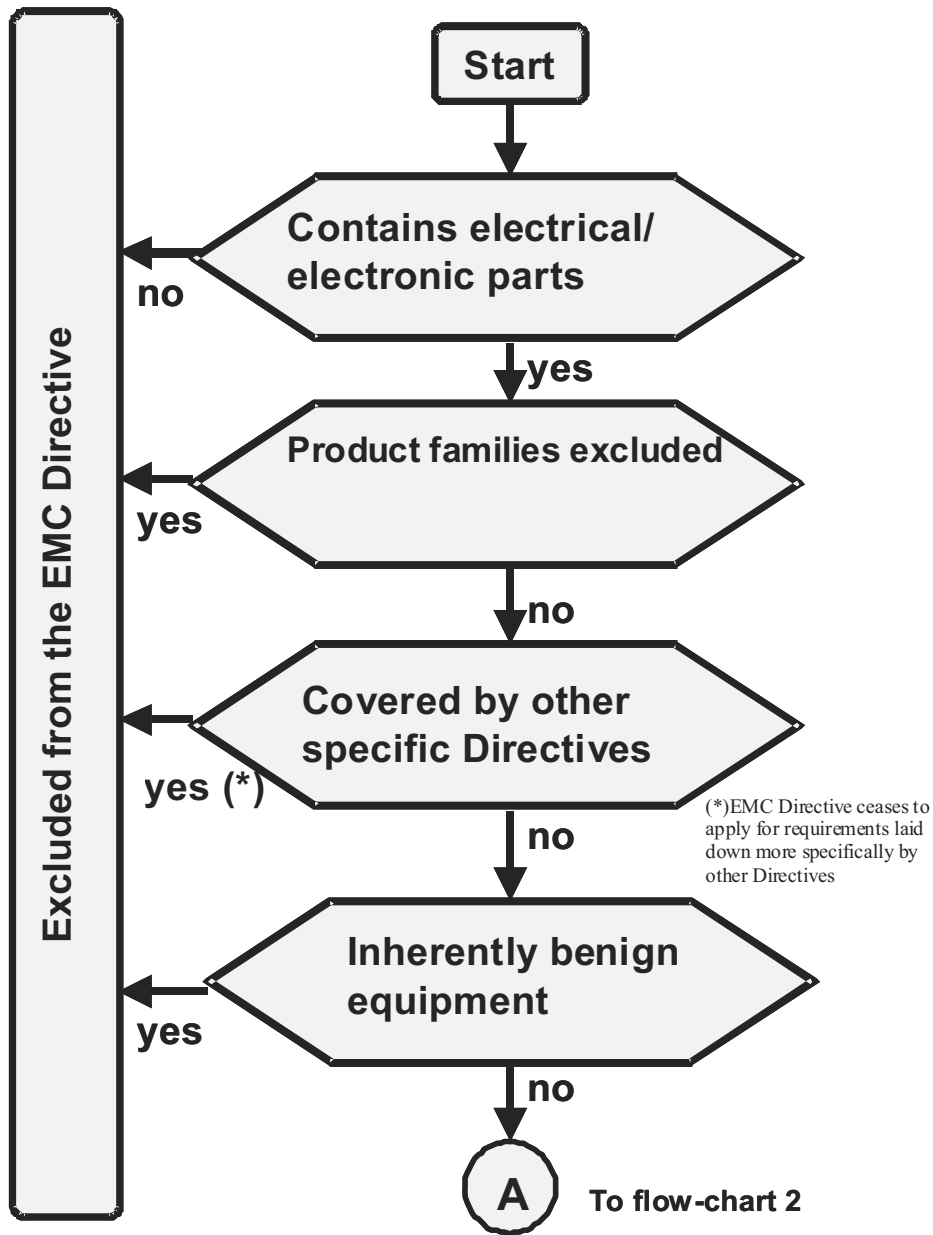 Start
Contains electrical/
electronic parts
no
yes
Product families excluded
yes
no
Covered by other
specific Directives
yes (*)
(*)EMC Directive ceases to
apply for requirements laid
down more specifically by
other Directives
no
Inherently benign
equipment
yes
no
A
To flow-chart 2
Excluded from the EMC Directive